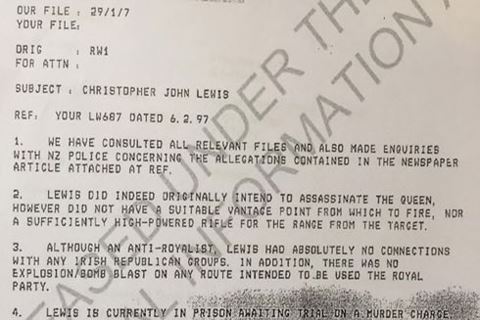 OUR FILE : 29/1/7
YOUR FILE:
ORIG : RW1
FOR ATTN :
SUBJECT : CHRISTOPHER JOHN LEWIS
REF: YOUR LW687 DATED 6.2.97
1. WE HAVE CONSULTED ALL RELEVANT FILES AND ALSO MADE ENQUIRIES
WITH NZ POLICE CONCERNING THE ALLEGATIONS CONTAINED IN THE NEWSPAPER
ARTICLE ATTACHED AT REF.
2. LEWIS DID INDEED ORIGINALLY INTEND TO ASSASSINATE THE QUEEN,
HOWEVER DID NOT HAVE A SUITABLE VANTAGE POINT FROM WHICH TO FIRE, NOR
A SUFFICIENTLY HIGH-POWERED RIFLE FOR THE RANGE FROM THE TARGET.
3. ALTHOUGH AN ANTI-ROYALIST, LEWIS HAD ABSOLUTELY NO CONNECTIONS
WITH ANY IRISH REPUBLICAN GROUPS. IN ADDITION, THERE WAS NO
EXPLOSION/BOMB BLAST ON ANY ROUTE INTENDED TO BE USED THE ROYAL
PARTY.
4. LEWIS IS CURRENTLY IN PRISON AWAITING TRIAL ON A MURDER CHARGE.
EASED UNDER THE
INFORMATION A